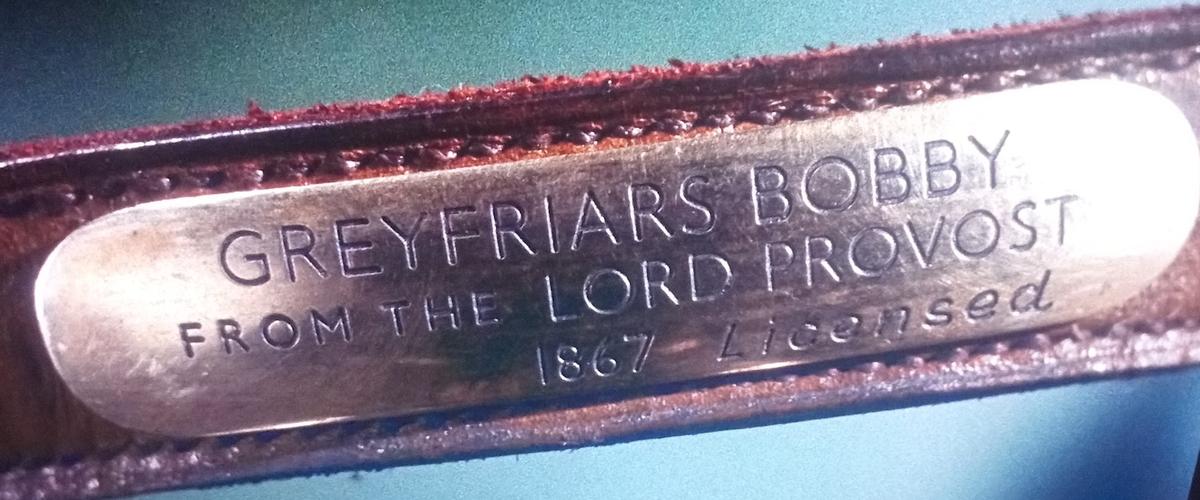 GREYFRIARS BOBBY
FROM THE LORD PROVOST
1867 Licensed